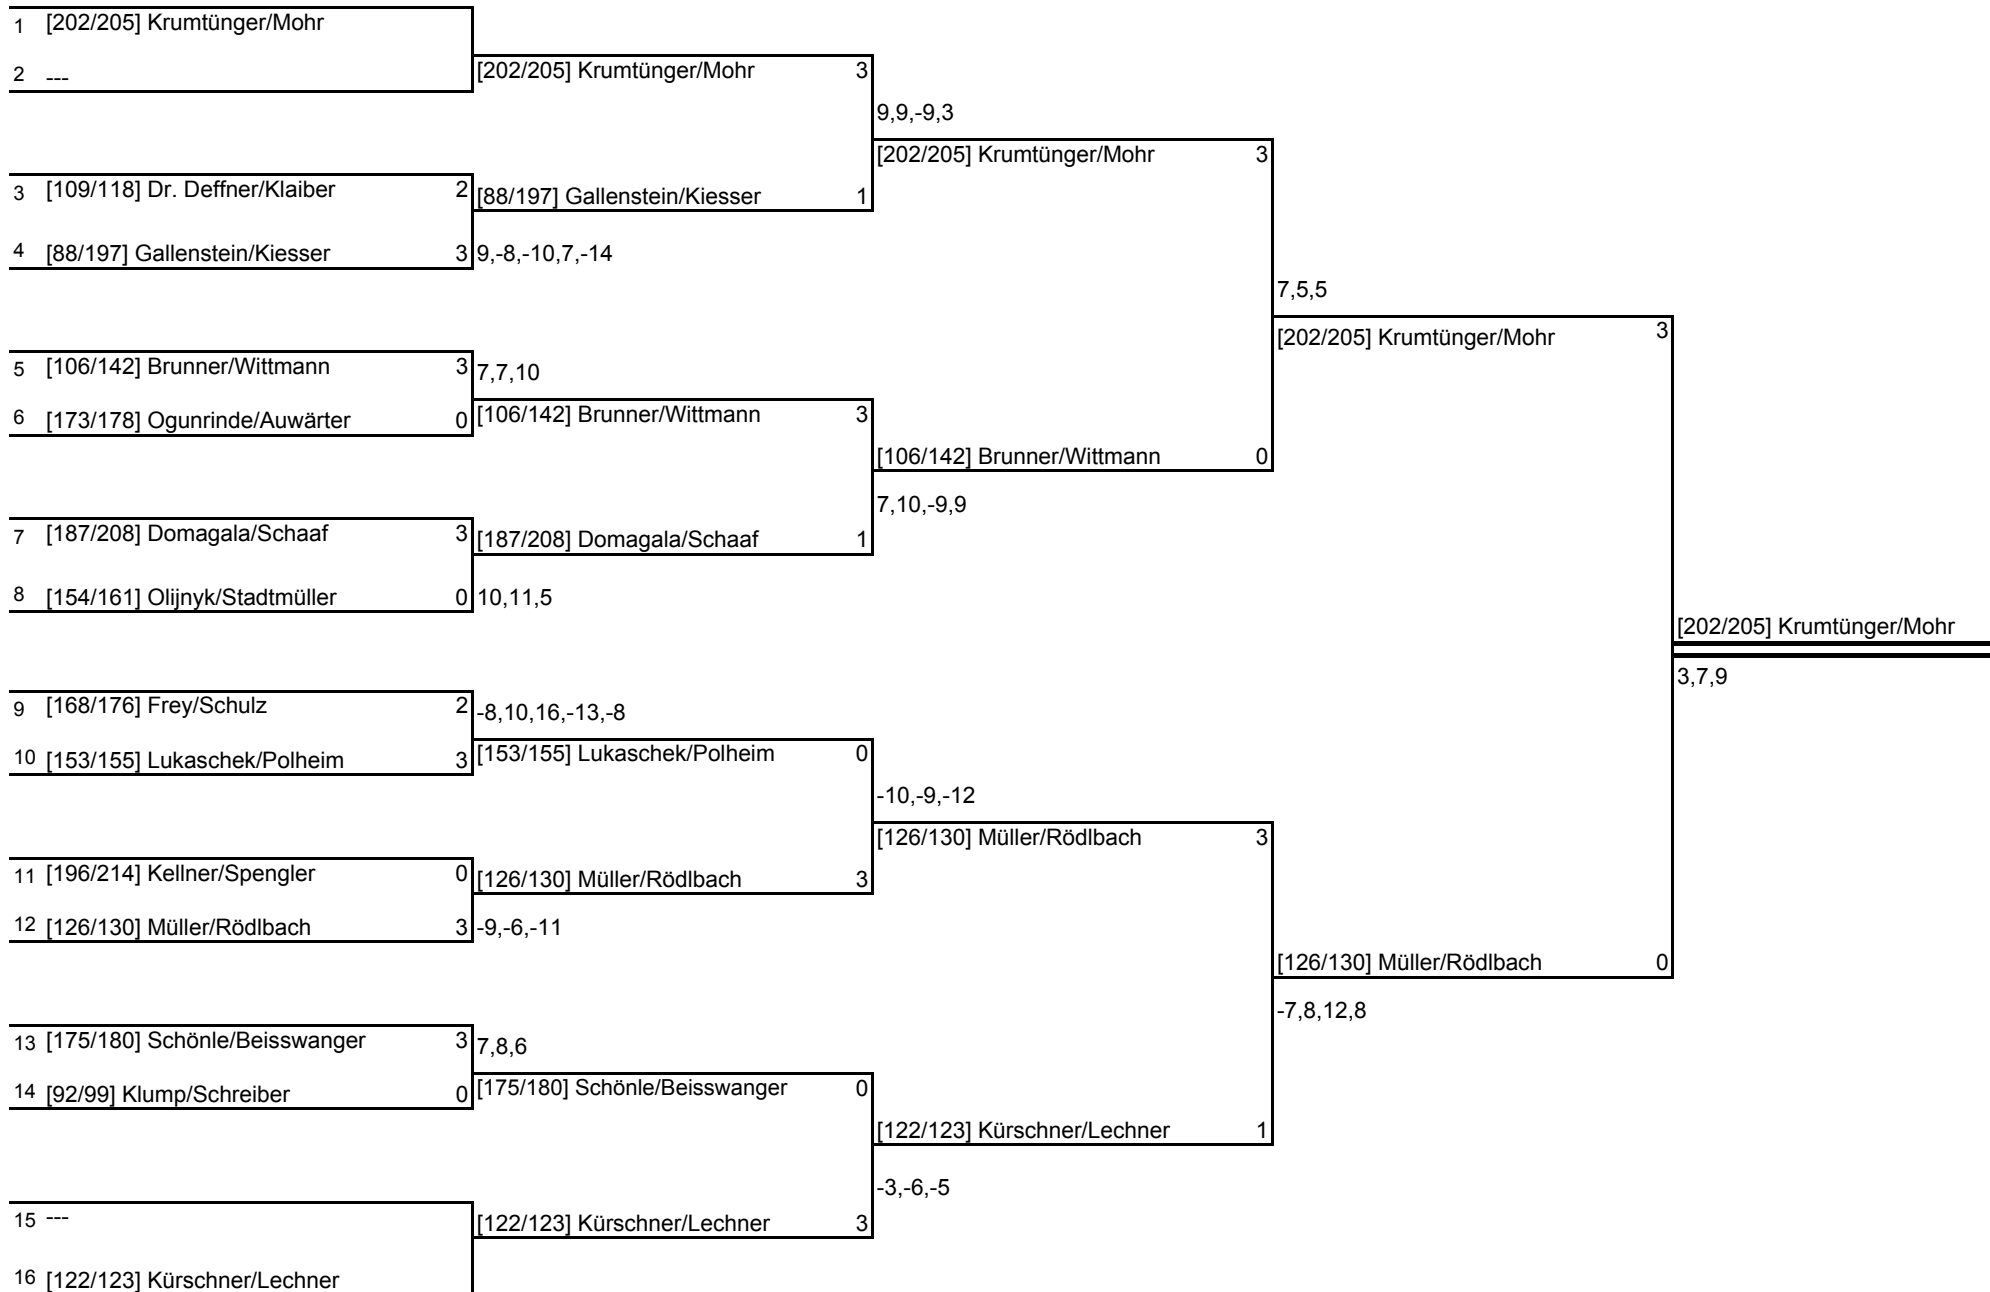 1 [202/205] Krumtünger/Mohr
2 ---
[202/205] Krumtünger/Mohr 3
9,9,-9,3
[202/205] Krumtünger/Mohr 3
3 [109/118] Dr. Deffner/Klaiber 2
[88/197] Gallenstein/Kiesser 1
4 [88/197] Gallenstein/Kiesser 3
9,-8,-10,7,-14
7,5,5
[202/205] Krumtünger/Mohr 3
5 [106/142] Brunner/Wittmann 3
7,7,10
6 [173/178] Ogunrinde/Auwärter 0
[106/142] Brunner/Wittmann 3
[106/142] Brunner/Wittmann 0
7,10,-9,9
7 [187/208] Domagala/Schaaf 3
[187/208] Domagala/Schaaf 1
8 [154/161] Olijnyk/Stadtmüller 0
10,11,5
[202/205] Krumtünger/Mohr
3,7,9
9 [168/176] Frey/Schulz 2
-8,10,16,-13,-8
10 [153/155] Lukaschek/Polheim 3
[153/155] Lukaschek/Polheim 0
-10,-9,-12
[126/130] Müller/Rödlbach 3
11 [196/214] Kellner/Spengler 0
[126/130] Müller/Rödlbach 3
12 [126/130] Müller/Rödlbach 3
-9,-6,-11
[126/130] Müller/Rödlbach 0
-7,8,12,8
13 [175/180] Schönle/Beisswanger 3
7,8,6
14 [92/99] Klump/Schreiber 0
[175/180] Schönle/Beisswanger 0
[122/123] Kürschner/Lechner 1
-3,-6,-5
15 ---
[122/123] Kürschner/Lechner 3
16 [122/123] Kürschner/Lechner